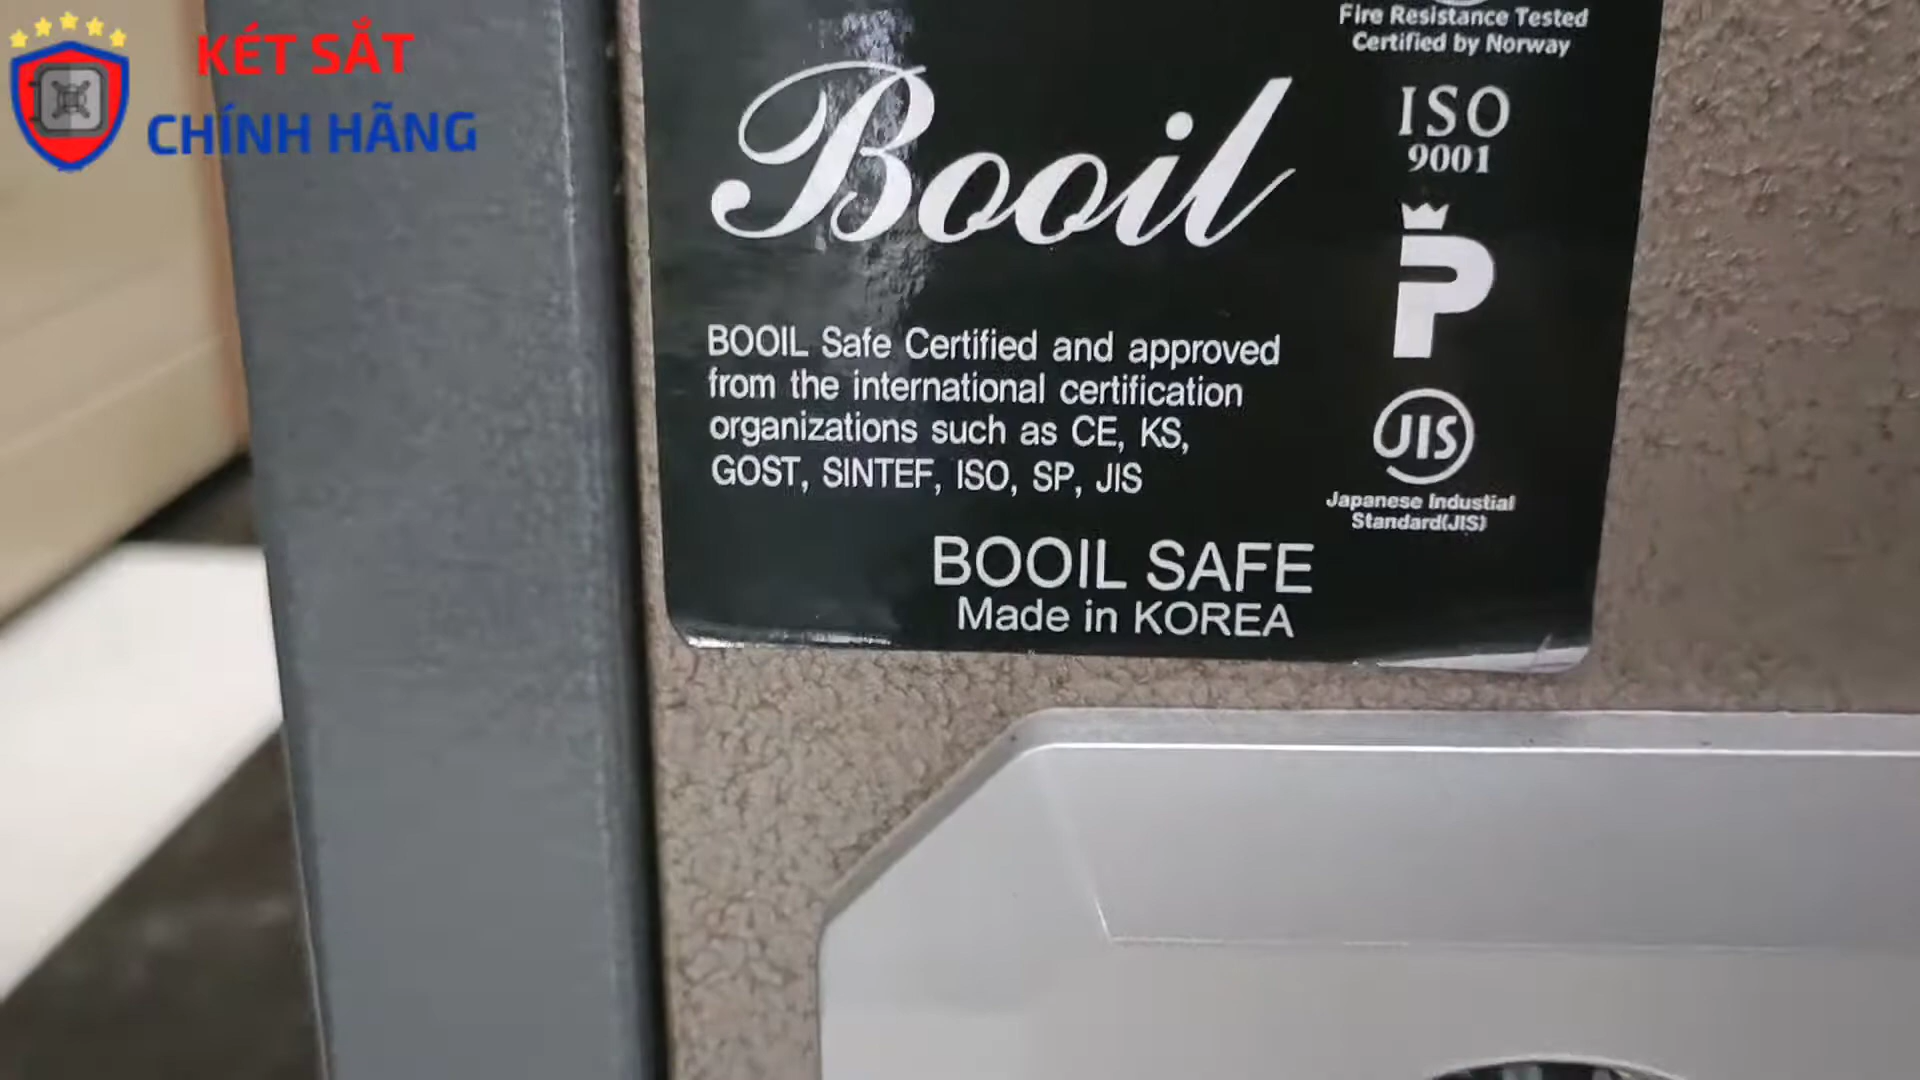 KÉT SẮT
CHÍNH HÃNG
Fire Resistance Tested
Certified by Norway
Booil
ISO
9001
P
BOOIL Safe Certified and approved
from the international certification
organizations such as CE, KS,
GOST, SINTEF, ISO, SP, JIS
JIS
Japanese Industial
Standard(JIS)
BOOIL SAFE
Made in KOREA